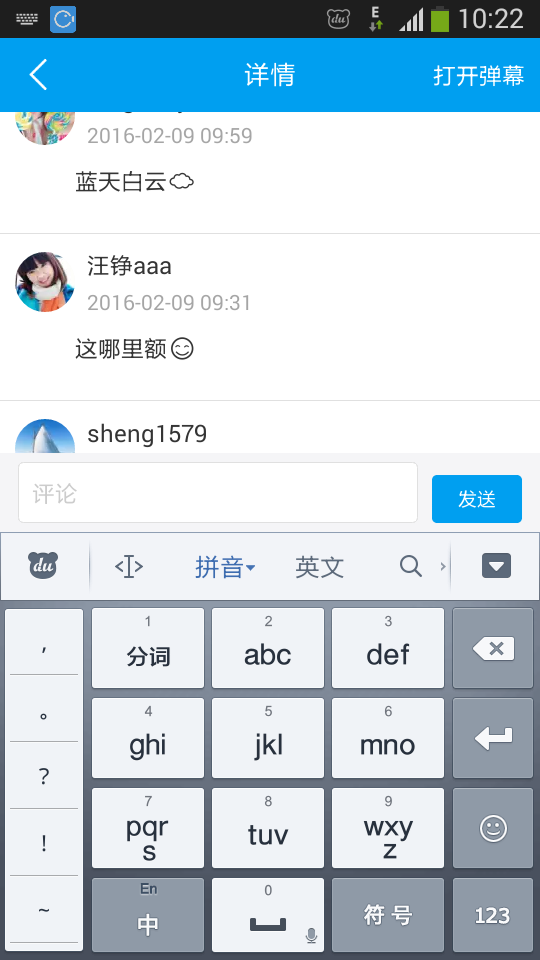 E
10:22
详情
打开弹幕
2016-02-09 09:59
蓝天白云
汪铮aaa
2016-02-09 09:31
这哪里额
sheng1579
评论
发送
du
拼音
英文
,
1
分词
2
abc
3
def
。
4
ghi
5
jkl
6
mno
?
7
pqr
s
8
tuv
9
wxy
z
!
~
En
中
0
符号
123